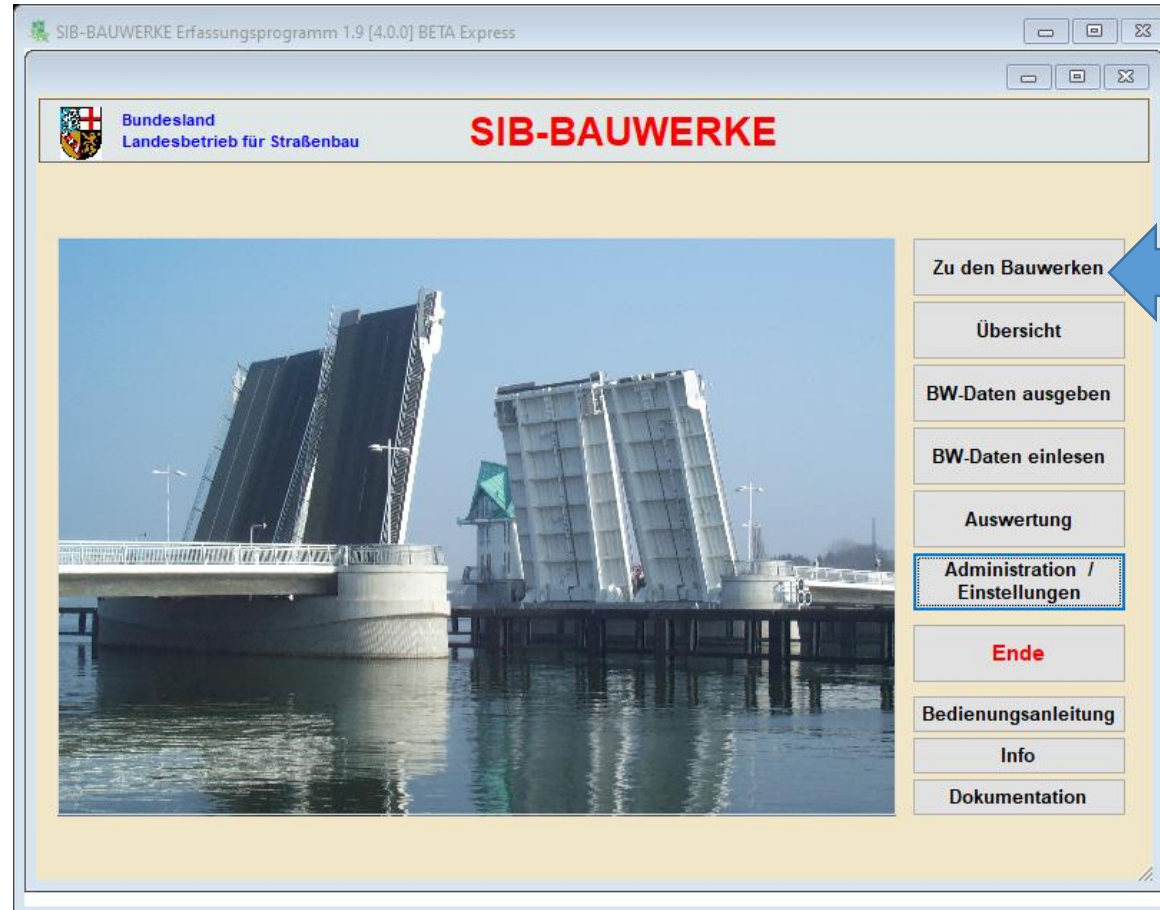 SIB-BAUWERKE Erfassungsprogramm 1.9 [4.0.0] BETA Express
Bundesland
Landesbetrieb für Straßenbau
SIB-BAUWERKE
Zu den Bauwerken
Übersicht
BW-Daten ausgeben
BW-Daten einlesen
Auswertung
Administration /
Einstellungen
Ende
Bedienungsanleitung
Info
Dokumentation